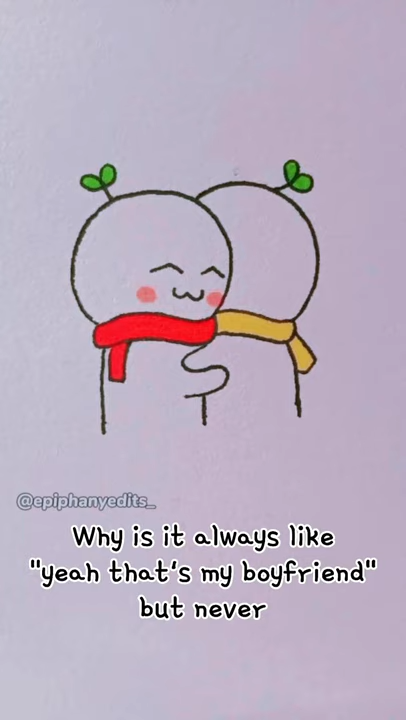 @epiphanyedits_
Why is it always like
"yeah that's my boyfriend"
but never